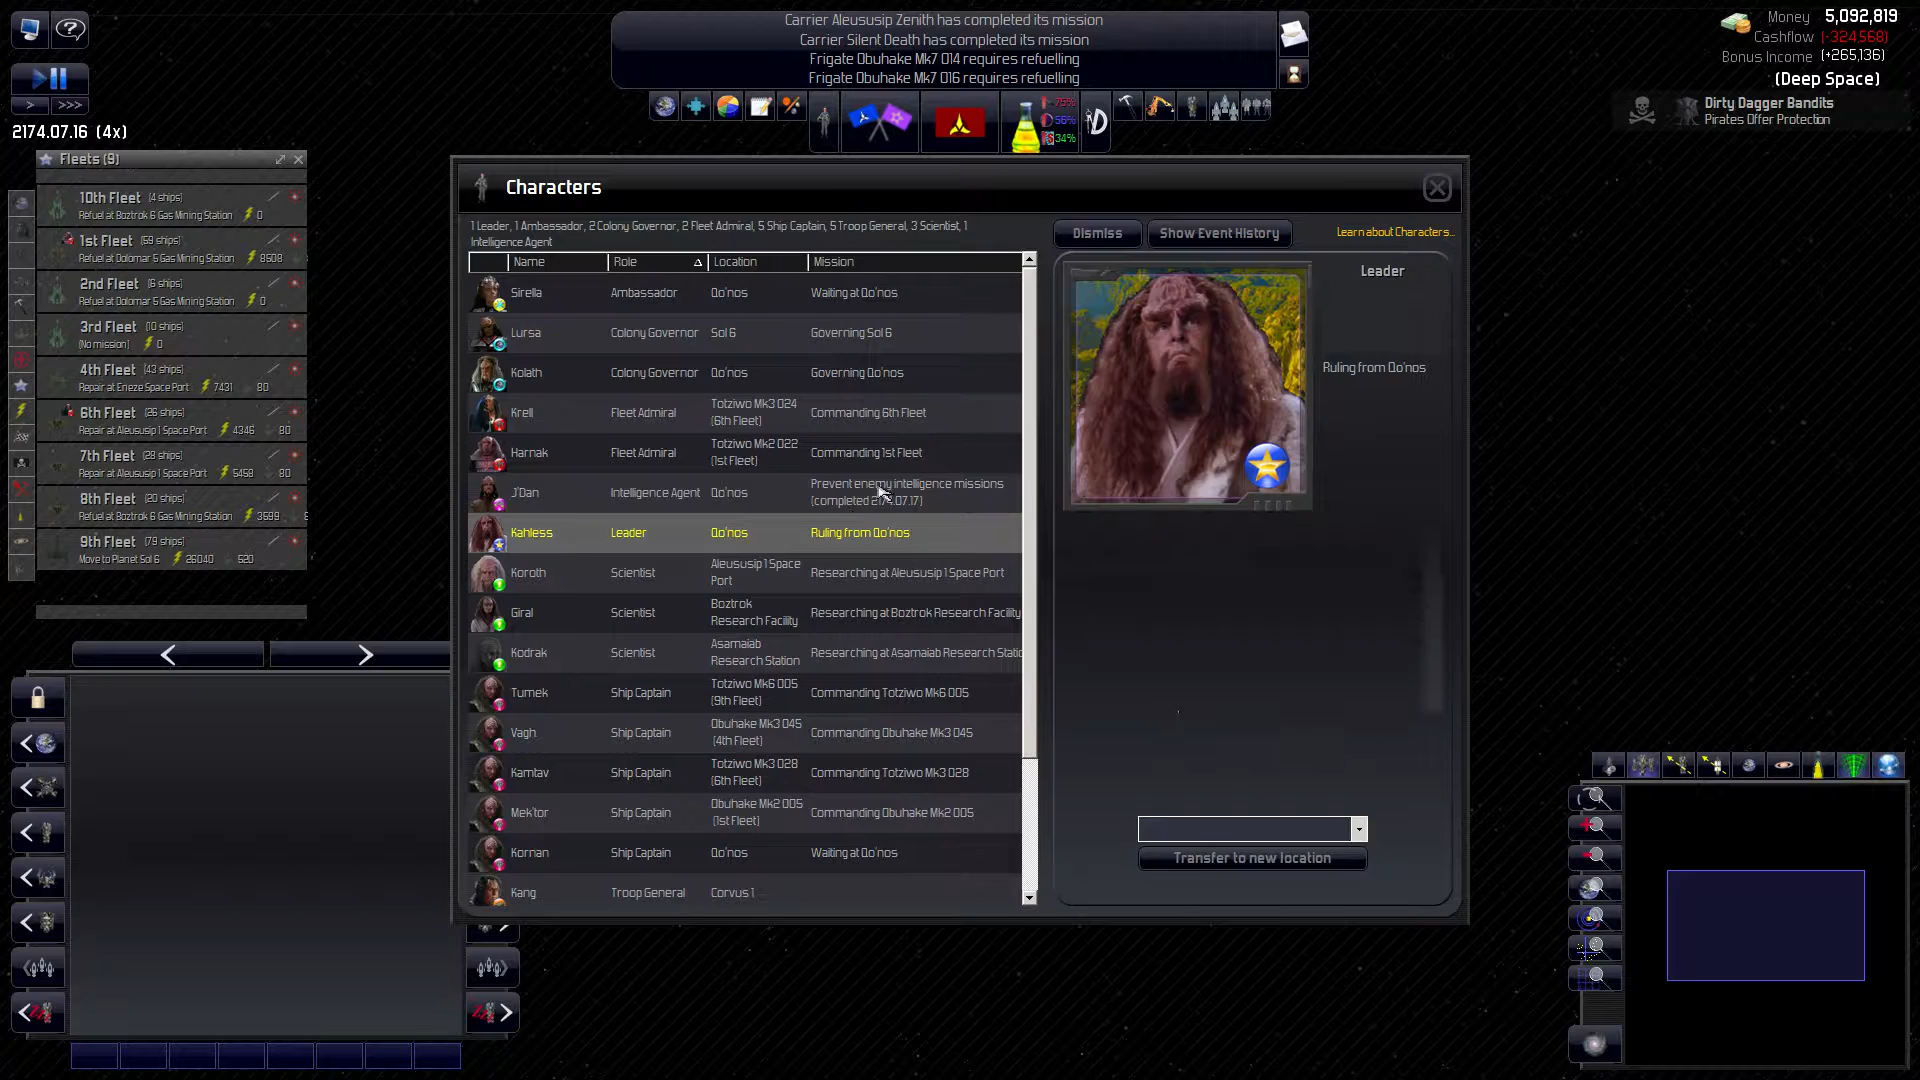 Carrier Aleususip Zenith has completed its mission
Carrier Silent Death has completed its mission
Frigate Obuhake Mk7 014 requires refuelling
Frigate Obuhake Mk7 016 requires refuelling
Money 5,092,819
Cashflow (-324,568)
Bonus Income (+265,136)
(Deep Space)
Dirty Dagger Bandits
Pirates Offer Protection
> >>>
2174.07.16 (4x)
75%
56%
34%
Fleets (9)
10th Fleet (4 ships)
Refuel at Boztrok 6 Gas Mining Station 0
1st Fleet (59 ships)
Refuel at Dolomar 5 Gas Mining Station 8508
2nd Fleet (6 ships)
Refuel at Dolomar 5 Gas Mining Station 0
3rd Fleet (10 ships)
(No mission) 0
4th Fleet (43 ships)
Repair at Erieze Space Port 7431 80
6th Fleet (26 ships)
Repair at Aleususip 1 Space Port 4346 80
7th Fleet (28 ships)
Repair at Aleususip 1 Space Port 5458 80
8th Fleet (20 ships)
Refuel at Boztrok 6 Gas Mining Station 3599
9th Fleet (79 ships)
Move to Planet Sol 6 26040 520
Characters
1 Leader, 1 Ambassador, 2 Colony Governor, 2 Fleet Admiral, 5 Ship Captain, 5 Troop General, 3 Scientist, 1
Intelligence Agent
Name Role Location Mission
Sirella Ambassador Qo'nos Waiting at Qo'nos
Lursa Colony Governor Sol 6 Governing Sol 6
Kolath Colony Governor Qo'nos Governing Qo'nos
Krell Fleet Admiral Totziwo Mk3 024 (6th Fleet) Commanding 6th Fleet
Harnak Fleet Admiral Totziwo Mk2 022 (1st Fleet) Commanding 1st Fleet
J'Dan Intelligence Agent Qo'nos Prevent enemy intelligence missions (completed 2174.07.17)
Kahless Leader Qo'nos Ruling from Qo'nos
Koroth Scientist Aleususip 1 Space Port Researching at Aleususip 1 Space Port
Giral Scientist Boztrok Research Facility Researching at Boztrok Research Facility
Kodrak Scientist Asamaiab Research Station Researching at Asamaiab Research Static
Tumek Ship Captain Totziwo Mk6 005 (9th Fleet) Commanding Totziwo Mk6 005
Vagh Ship Captain Obuhake Mk3 045 (4th Fleet) Commanding Obuhake Mk3 045
Kamtav Ship Captain Totziwo Mk3 028 (6th Fleet) Commanding Totziwo Mk3 028
Mek'tor Ship Captain Obuhake Mk2 005 (1st Fleet) Commanding Obuhake Mk2 005
Kornan Ship Captain Qo'nos Waiting at Qo'nos
Kang Troop General Corvus 1
Dismiss
Show Event History
Learn about Characters...
Leader
Ruling from Qo'nos
Transfer to new location